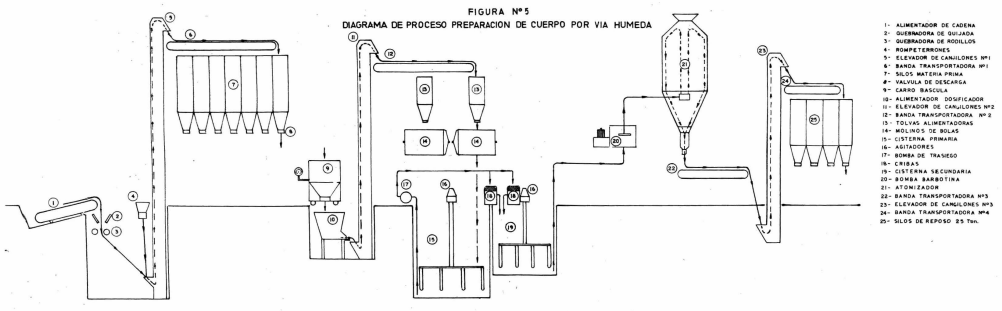 FIGURA Nº5
DIAGRAMA DE PROCESO PREPARACION DE CUERPO POR VIA HUMEDA
1- ALIMENTADOR DE CADENA
2- QUEBRADORA DE QUIJADA
3- QUEBRADORA DE RODILLOS
4- ROMPETERRONES
5- ELEVADOR DE CANJILONES Nº1
6- BANDA TRANSPORTADORA Nº1
7- SILOS MATERIA PRIMA
8- VALVULA DE DESCARGA
9- CARRO BASCULA
10- ALIMENTADOR DOSIFICADOR
11- ELEVADOR DE CANJILONES Nº2
12- BANDA TRANSPORTADORA Nº2
13- TOLVAS ALIMENTADORAS
14- MOLINOS DE BOLAS
15- CISTERNA PRIMARIA
16- AGITADORES
17- BOMBA DE TRASIEGO
18- CRIBAS
19- CISTERNA SECUNDARIA
20- BOMBA BARBOTINA
21- ATOMIZADOR
22- BANDA TRANSPORTADORA Nº3
23- ELEVADOR DE CANGILONES Nº3
24- BANDA TRANSPORTADORA Nº4
25- SILOS DE REPOSO 25 Ton.
5
6
7
8
11
12
13
13
14
14
21
23
24
25
20
22
9
10
4
1
2
3
17
16
15
18
18
16
19